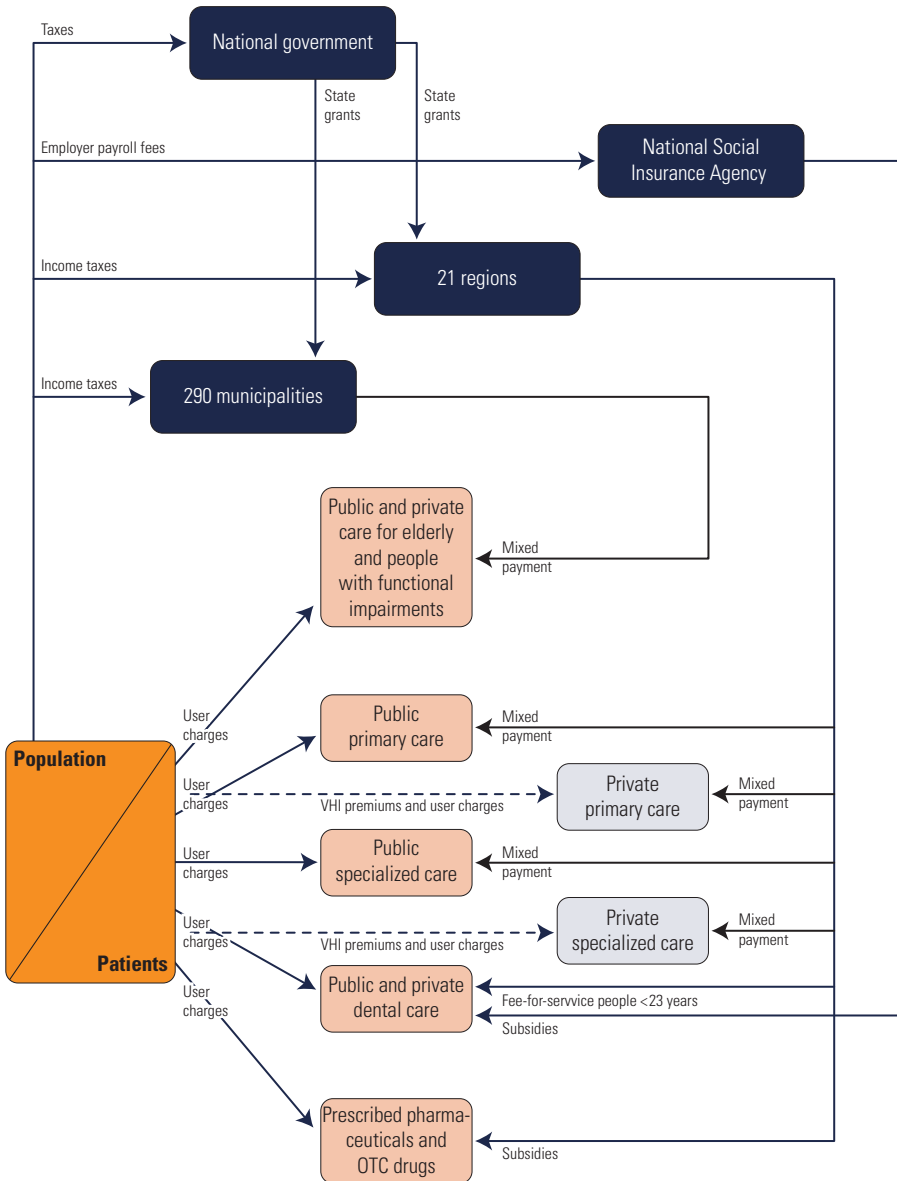 Taxes
National government
State
grants
State
grants
Employer payroll fees
National Social
Insurance Agency
Income taxes
21 regions
Income taxes
290 municipalities
Public and private
care for elderly
and people
with functional
impairments
Mixed
payment
User
charges
Public
primary care
Mixed
payment
Population
User
charges
VHI premiums and user charges
Private
primary care
Mixed
payment
User
charges
Public
specialized care
Mixed
payment
User
charges
VHI premiums and user charges
Private
specialized care
Mixed
payment
Patients
User
charges
Public and private
dental care
Fee-for-servvice people <23 years
Subsidies
Prescribed pharma-
ceuticals and
OTC drugs
Subsidies